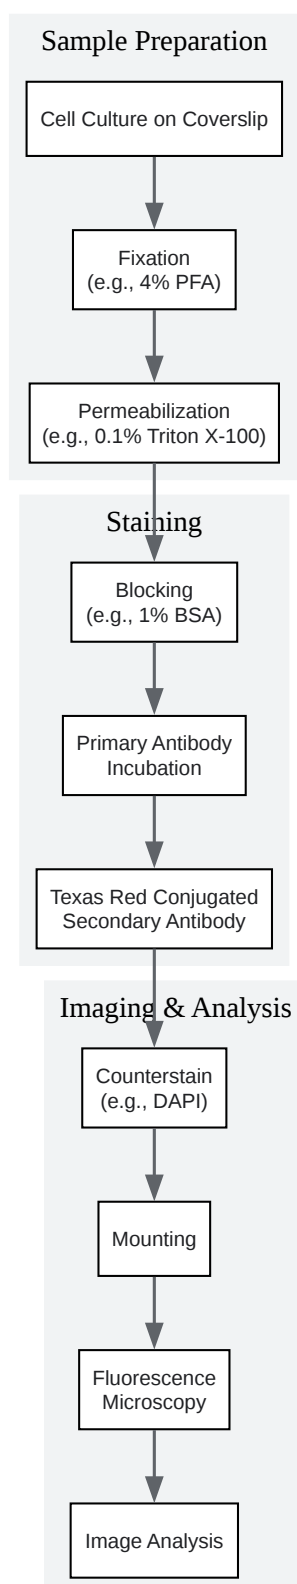 Sample Preparation
Cell Culture on Coverslip
Fixation
(e.g., 4% PFA)
Permeabilization
(e.g., 0.1% Triton X-100)
Staining
Blocking
(e.g., 1% BSA)
Primary Antibody
Incubation
Texas Red Conjugated
Secondary Antibody
Imaging & Analysis
Counterstain
(e.g., DAPI)
Mounting
Fluorescence
Microscopy
Image Analysis